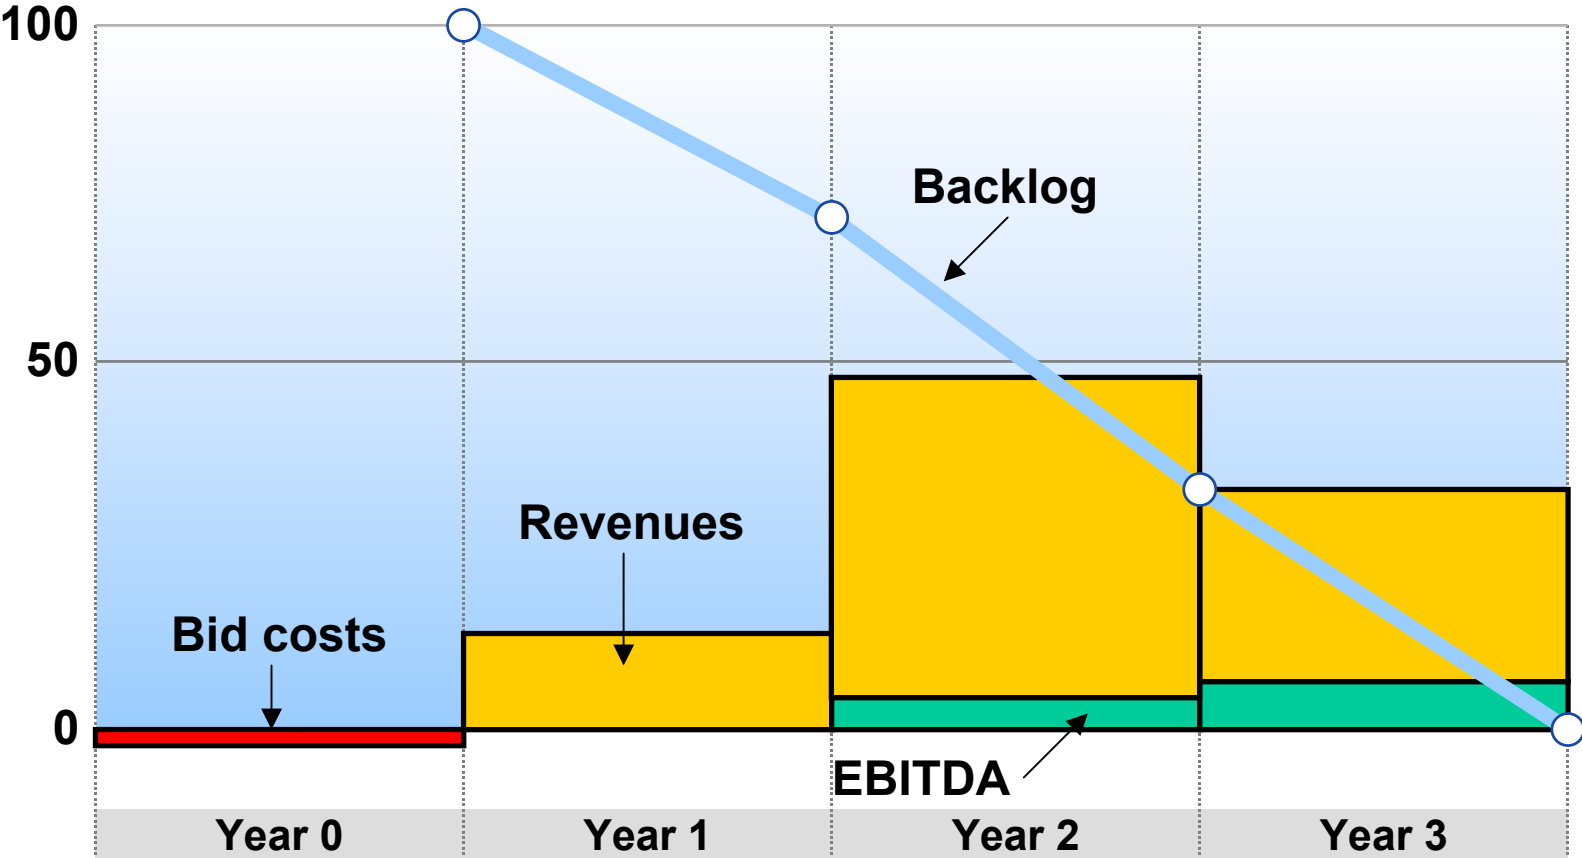 100
Backlog
50
Revenues
Bid costs
0
EBITDA
Year 0 Year 1 Year 2 Year 3